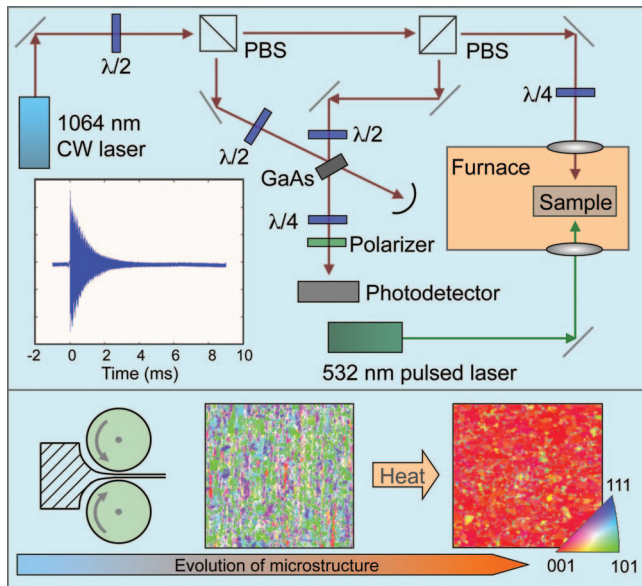 λ/2
PBS
PBS
λ/4
1064 nm
CW laser
λ/2
λ/2
GaAs
Furnace
Sample
λ/4
Polarizer
Photodetector
-2 0 2 4 6 8 10
Time (ms)
532 nm pulsed laser
Heat
111
001 101
Evolution of microstructure